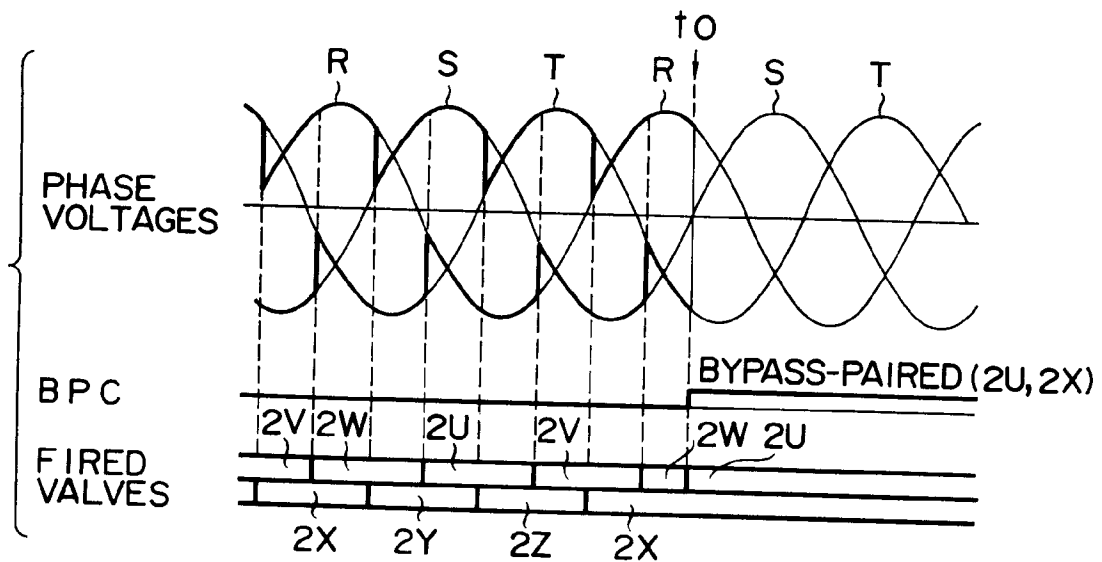 to
R S T R S T
PHASE
VOLTAGES
BYPASS-PAIRED (2U, 2X)
BPC
2V 2W 2U 2V 2W 2U
FIRED
VALVES
2X 2Y 2Z 2X